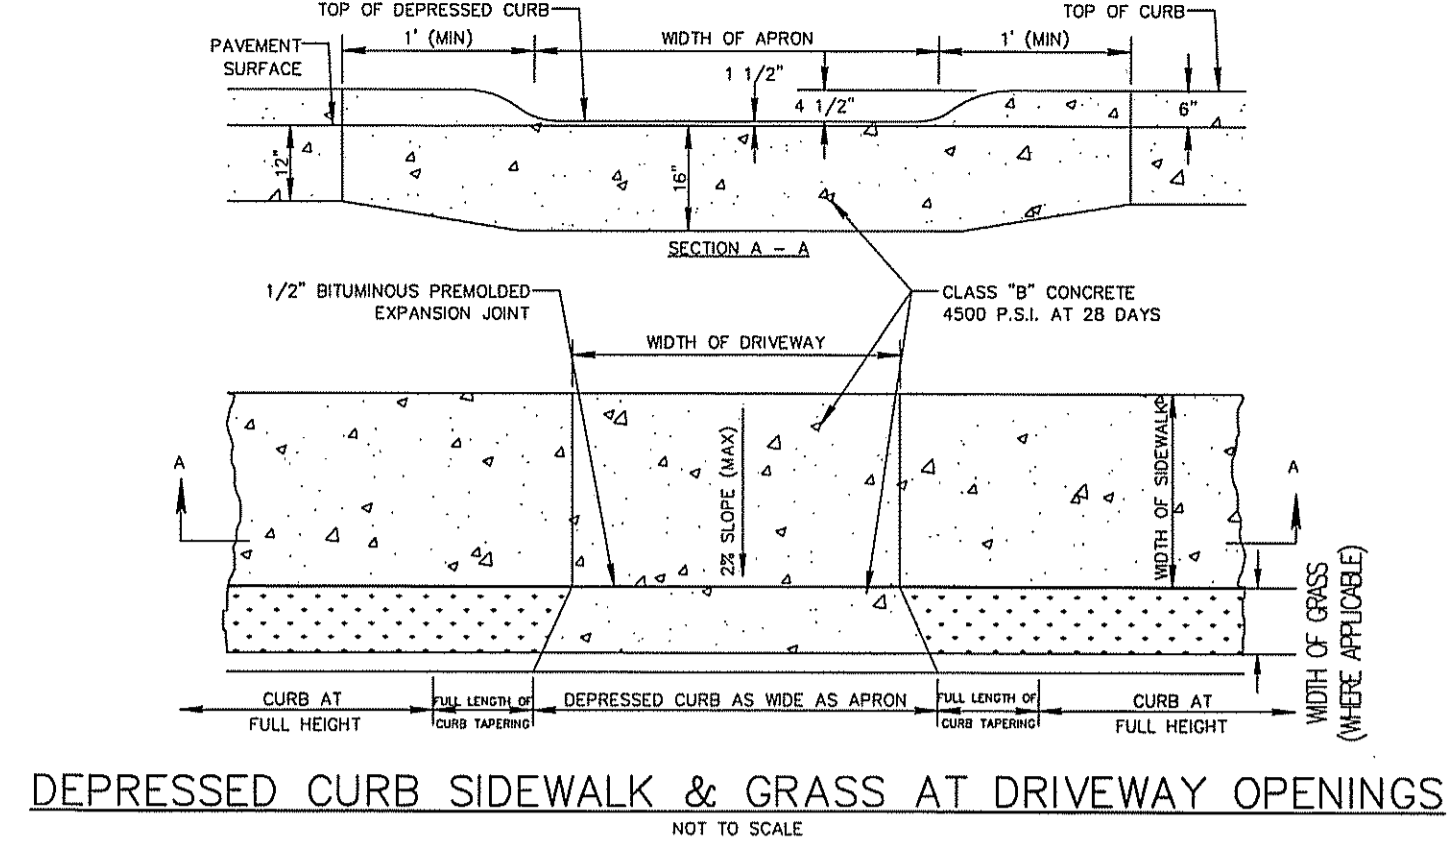 TOP OF DEPRESSED CURB
TOP OF CURB
PAVEMENT
SURFACE
1' (MIN)
WIDTH OF APRON
1' (MIN)
1 1/2"
4 1/2"
6"
12"
16"
SECTION A - A
1/2" BITUMINOUS PREMOLDED
EXPANSION JOINT
CLASS "B" CONCRETE
4500 P.S.I. AT 28 DAYS
WIDTH OF DRIVEWAY
A
2% SLOPE (MAX)
WIDTH OF SIDEWALK
A
WIDTH OF GRASS
(WHERE APPLICABLE)
CURB AT
FULL HEIGHT
FULL LENGTH OF
CURB TAPERING
DEPRESSED CURB AS WIDE AS APRON
FULL LENGTH OF
CURB TAPERING
CURB AT
FULL HEIGHT
DEPRESSED CURB SIDEWALK & GRASS AT DRIVEWAY OPENINGS
NOT TO SCALE